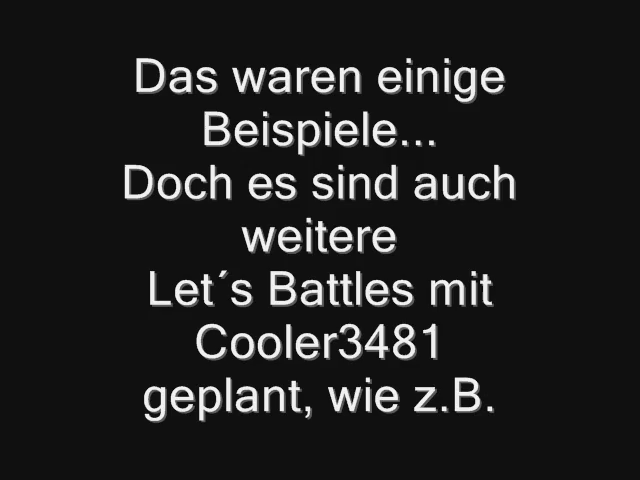 Das waren einige
Beispiele...
Doch es sind auch
weitere
Let´s Battles mit
Cooler3481
geplant, wie z.B.